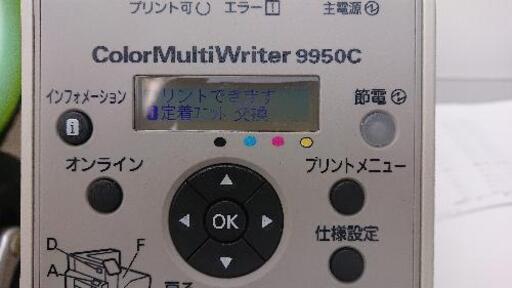 プリント可 エラー! 主電源
ColorMultiWriter 9950C
インフォメーション
プリントできます
定着ユニット 交換
節電
i
オンライン
プリントメニュー
OK
仕様設定
D
F
A
戻る